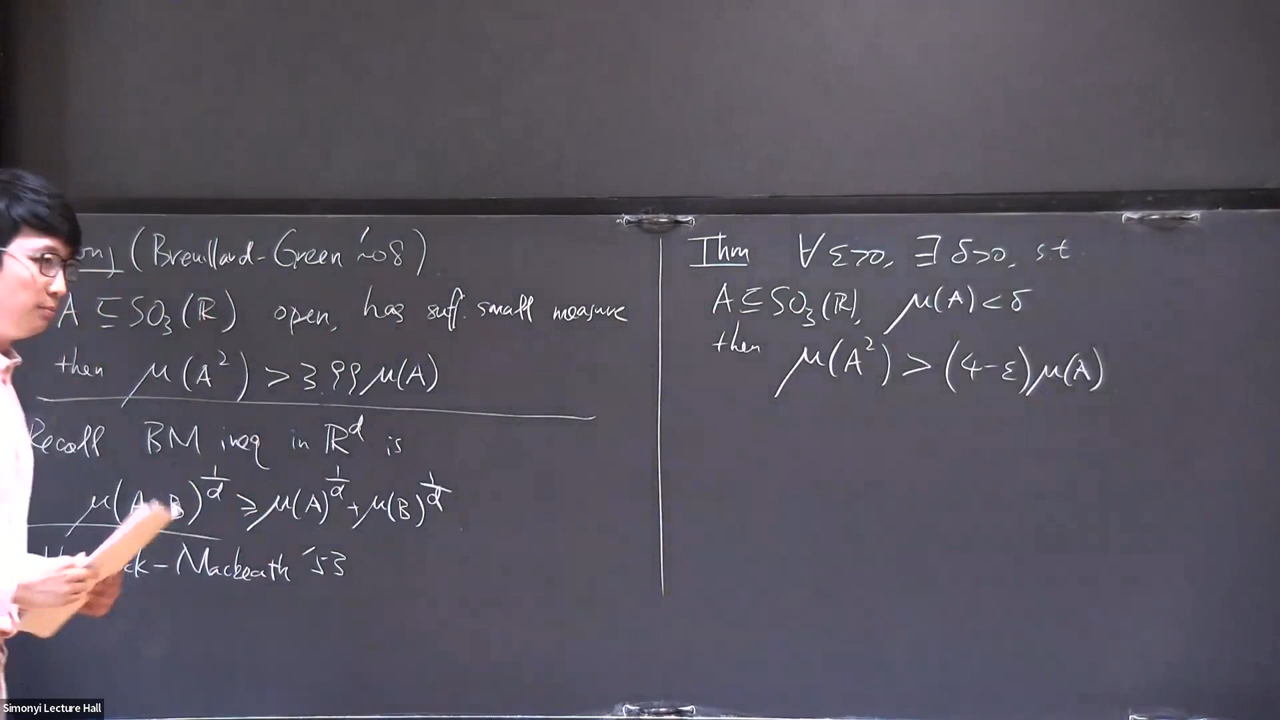 (Breuillard-Green ~08)
A ⊆ SO₃(ℝ) open, has suff. small measure
then μ(A²) > 3.99 μ(A)
Recall BM ineq in ℝᵈ is
μ(A+B)^{1/d} ≥ μ(A)^{1/d} + μ(B)^{1/d}
-Macbeath '53
Thm ∀ ε>0, ∃ δ>0, s.t.
A ⊆ SO₃(ℝ), μ(A) < δ
then μ(A²) > (4-ε)μ(A)
Simonyi Lecture Hall